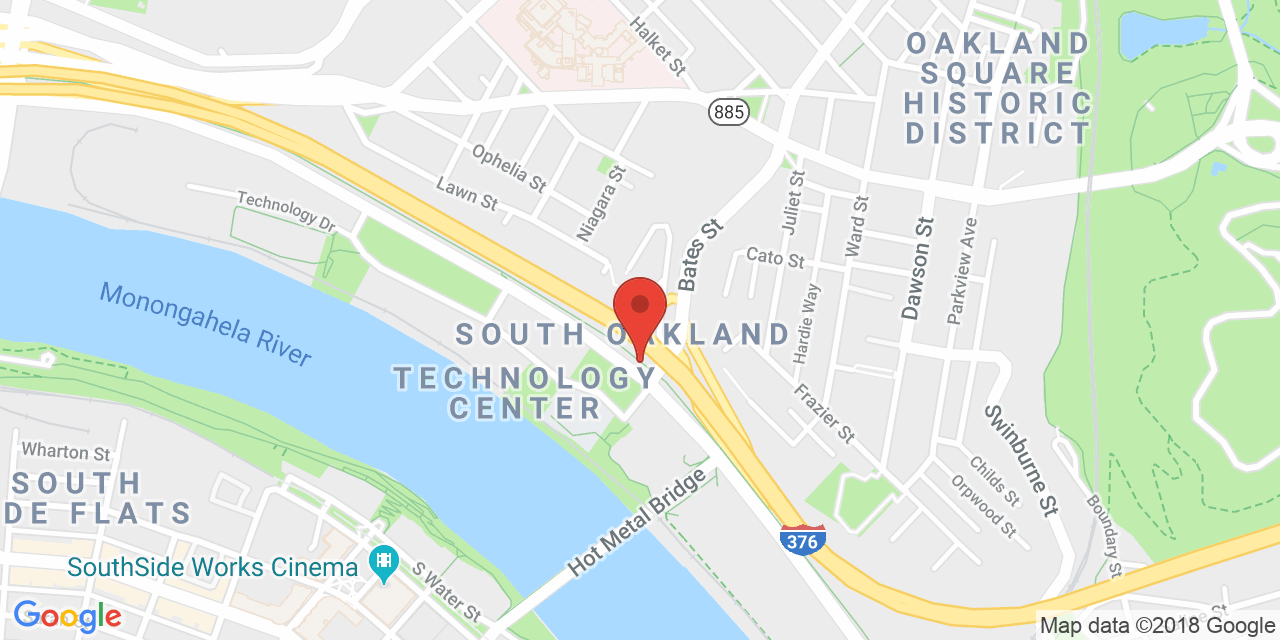 Halket St
OAKLAND
SQUARE
HISTORIC
DISTRICT
885
Ophelia St
Lawn St
Niagara St
Technology Dr
Juliet St
Ward St
Bates St
Cato St
Dawson St
Parkview Ave
Hardie Way
Monongahela River
SOUTH OAKLAND
TECHNOLOGY
CENTER
Frazier St
Swinburne St
Wharton St
SOUTH
DE FLATS
Childs St
Orpwood St
Boundary St
Hot Metal Bridge
376
SouthSide Works Cinema
S Water St
Google
Map data ©2018 Google